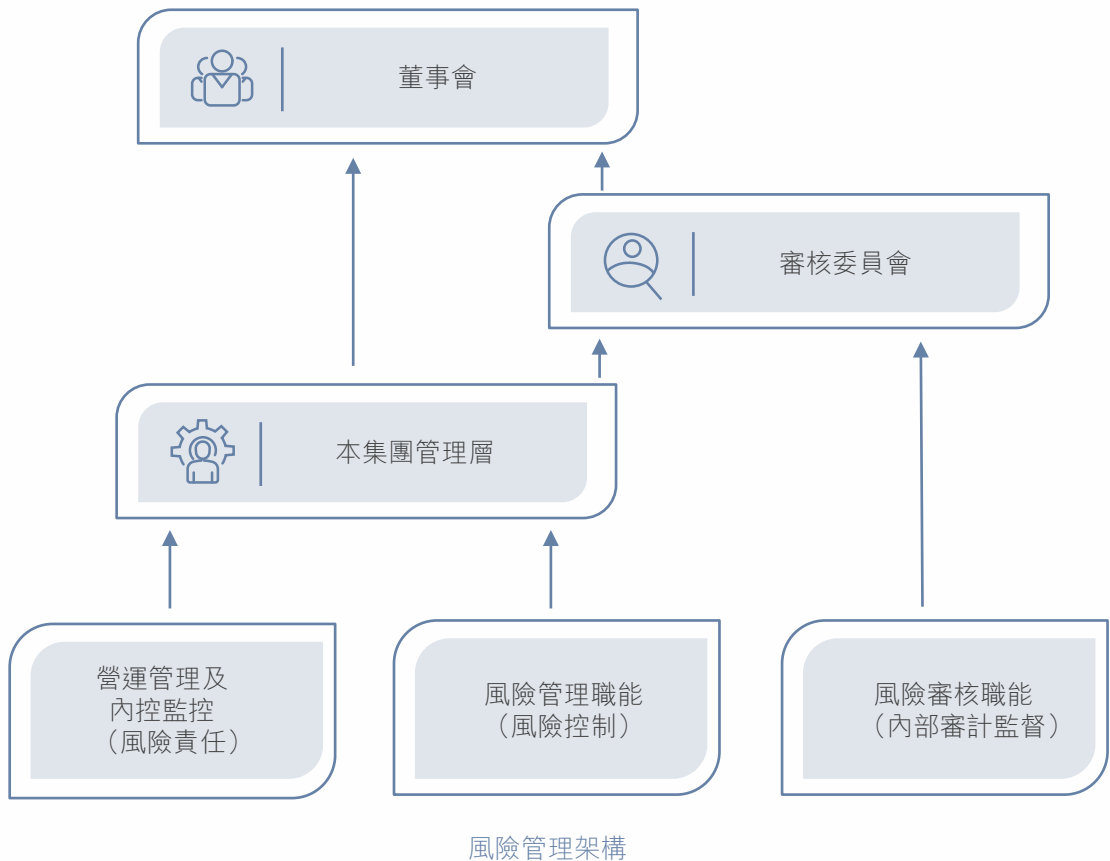 董事會
審核委員會
本集團管理層
營運管理及
內控監控
（風險責任）
風險管理職能
（風險控制）
風險審核職能
（內部審計監督）
風險管理架構